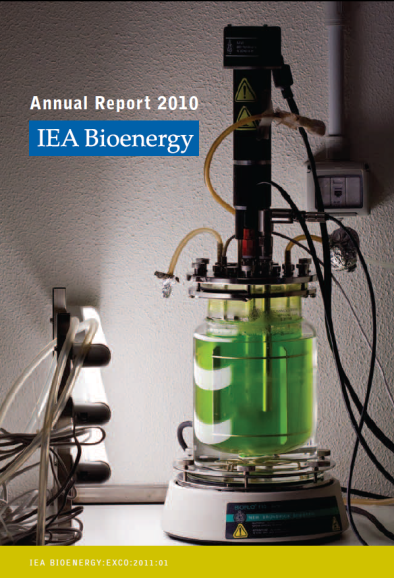 Annual Report 2010
IEA Bioenergy
IEA BIOENERGY:EXCO:2011:01